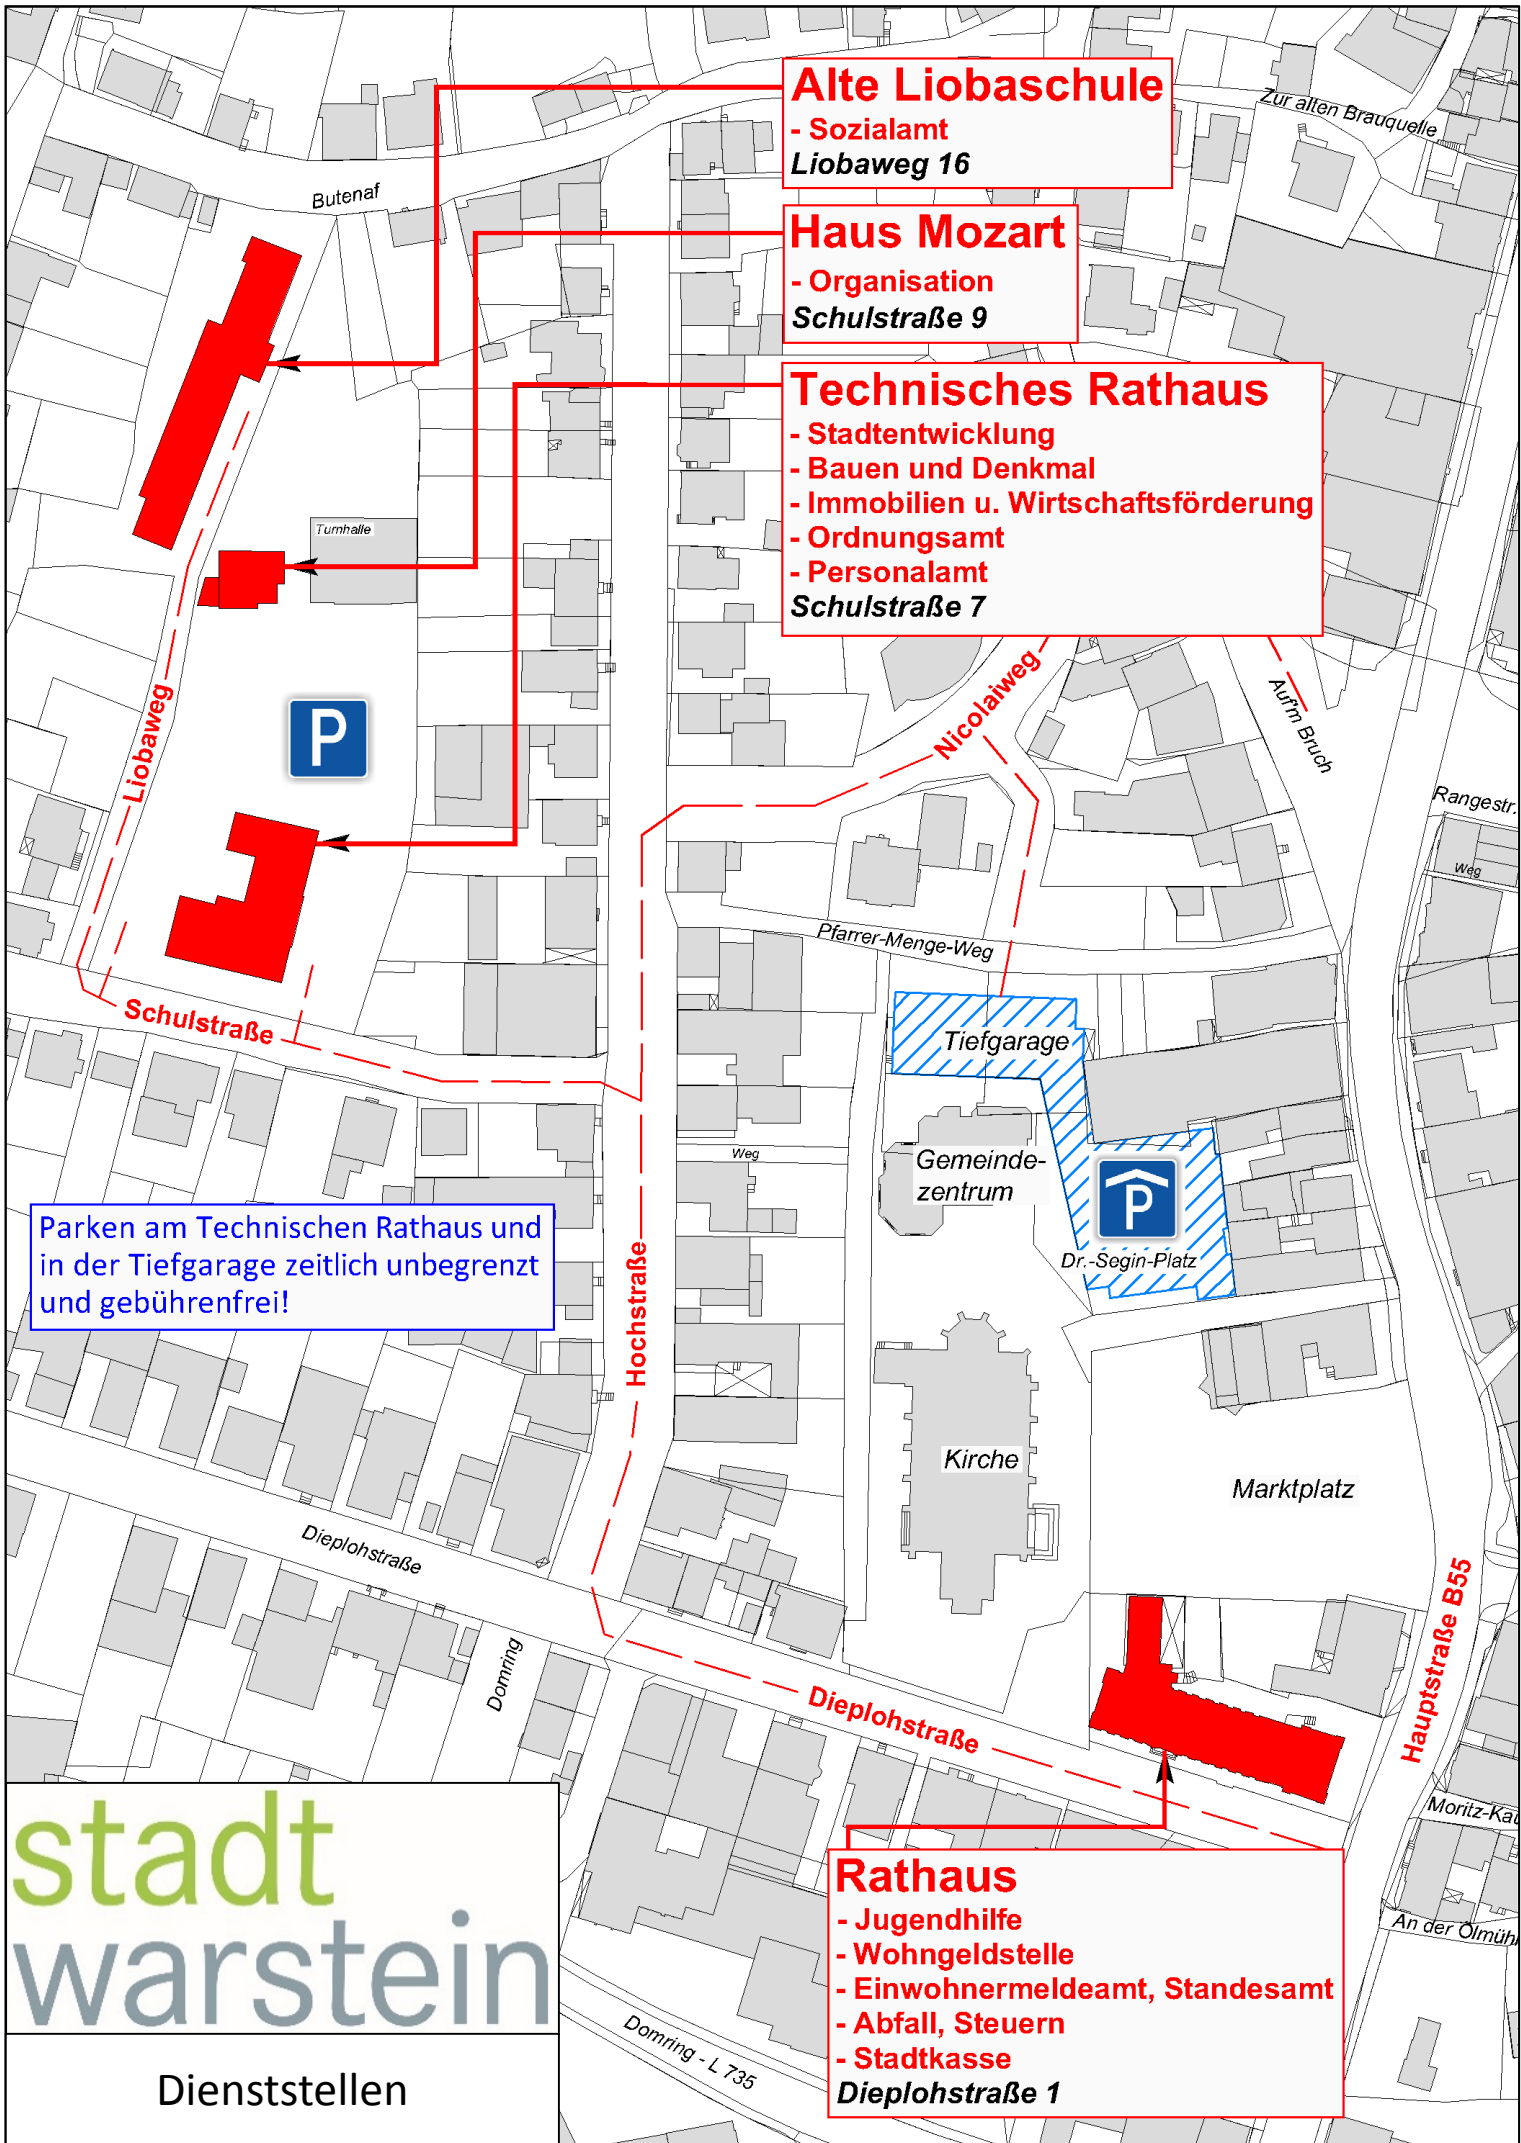 Alte Liobaschule
- Sozialamt
Liobaweg 16
Zur alten Brauquelle
Butenaf
Haus Mozart
- Organisation
Schulstraße 9
Technisches Rathaus
- Stadtentwicklung
- Bauen und Denkmal
- Immobilien u. Wirtschaftsförderung
- Ordnungsamt
- Personalamt
Schulstraße 7
Turnhalle
Liobaweg
P
Nicolaiweg
Auf'm Bruch
Rangestr.
Weg
Pfarrer-Menge-Weg
Schulstraße
Tiefgarage
Weg
Gemeinde-
zentrum
P
Dr.-Segin-Platz
Parken am Technischen Rathaus und
in der Tiefgarage zeitlich unbegrenzt
und gebührenfrei!
Hochstraße
Kirche
Marktplatz
Dieplohstraße
Hauptstraße B55
Domring
Dieplohstraße
Moritz-Kau
stadt
warstein
Dienststellen
Rathaus
- Jugendhilfe
- Wohngeldstelle
- Einwohnermeldeamt, Standesamt
- Abfall, Steuern
- Stadtkasse
Dieplohstraße 1
An der Ölmüh
Domring - L 735